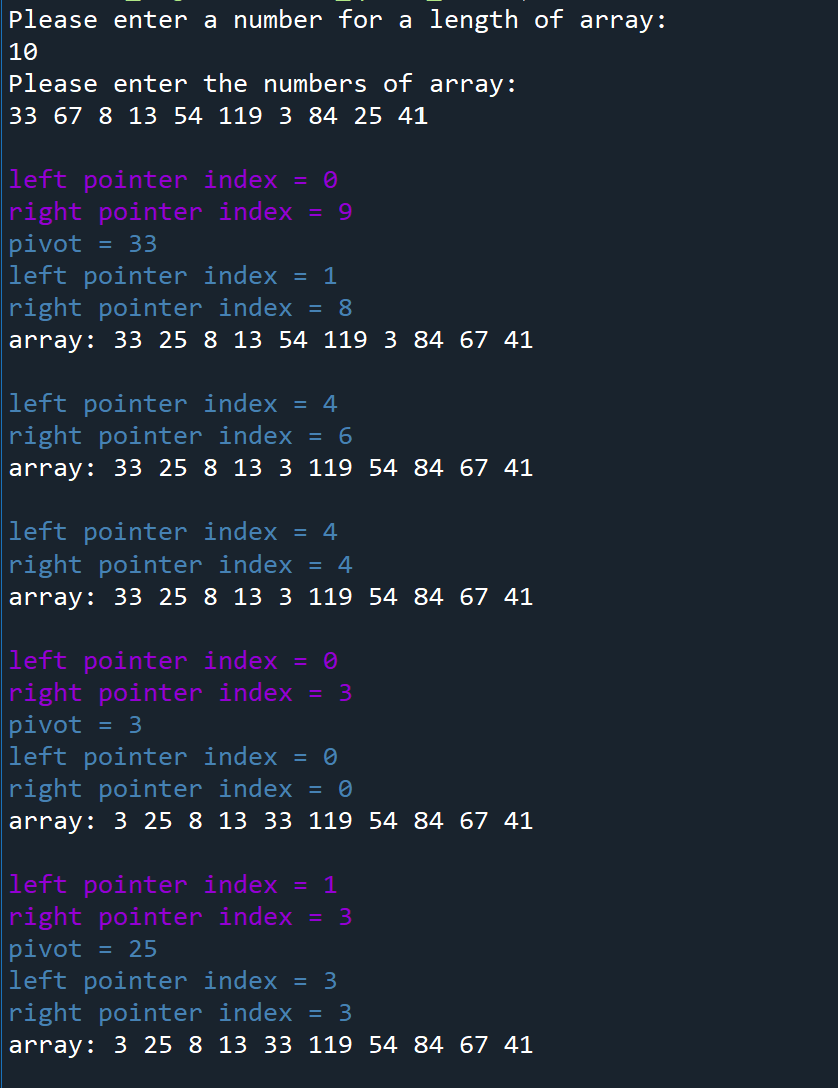 Please enter a number for a length of array:
10
Please enter the numbers of array:
33 67 8 13 54 119 3 84 25 41
left pointer index = 0
right pointer index = 9
pivot = 33
left pointer index = 1
right pointer index = 8
array: 33 25 8 13 54 119 3 84 67 41
left pointer index = 4
right pointer index = 6
array: 33 25 8 13 3 119 54 84 67 41
left pointer index = 4
right pointer index = 4
array: 33 25 8 13 3 119 54 84 67 41
left pointer index = 0
right pointer index = 3
pivot = 3
left pointer index = 0
right pointer index = 0
array: 3 25 8 13 33 119 54 84 67 41
left pointer index = 1
right pointer index = 3
pivot = 25
left pointer index = 3
right pointer index = 3
array: 3 25 8 13 33 119 54 84 67 41